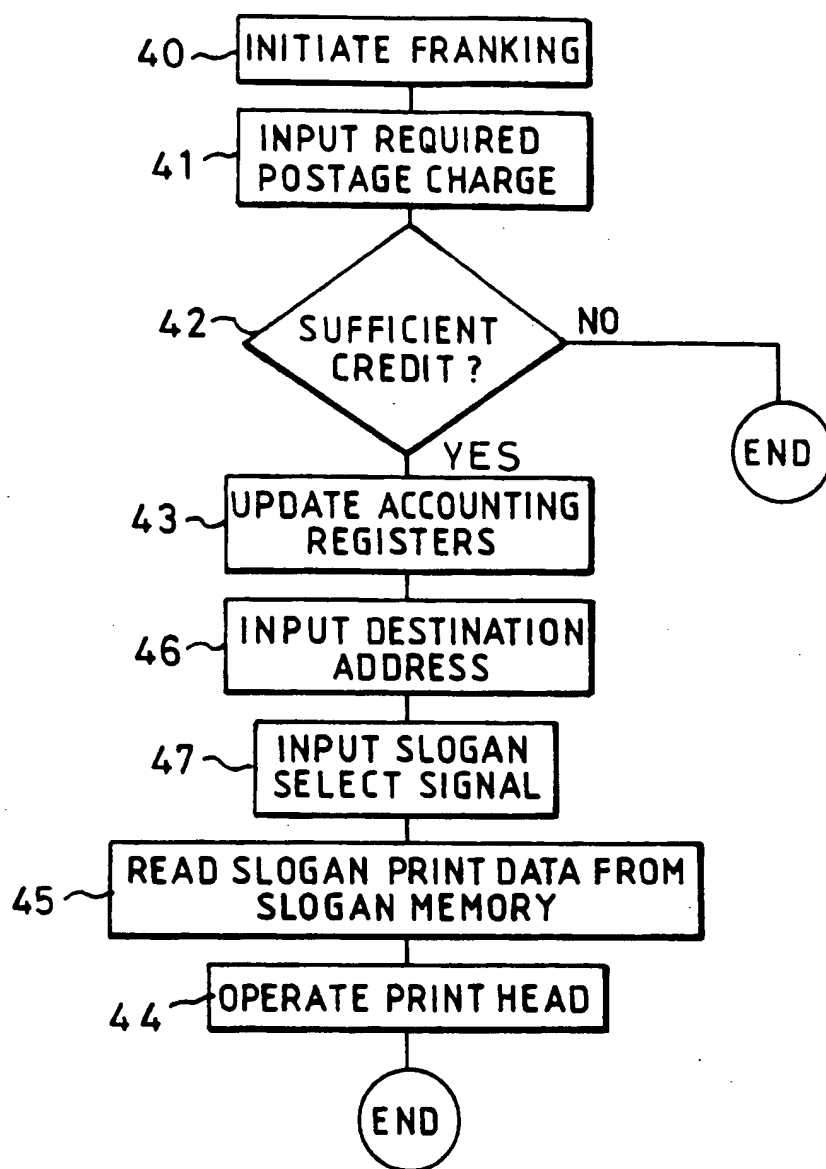 40
INITIATE FRANKING
41
INPUT REQUIRED
POSTAGE CHARGE
42
SUFFICIENT
CREDIT ?
NO
END
YES
43
UPDATE ACCOUNTING
REGISTERS
46
INPUT DESTINATION
ADDRESS
47
INPUT SLOGAN
SELECT SIGNAL
45
READ SLOGAN PRINT DATA FROM
SLOGAN MEMORY
44
OPERATE PRINT HEAD
END